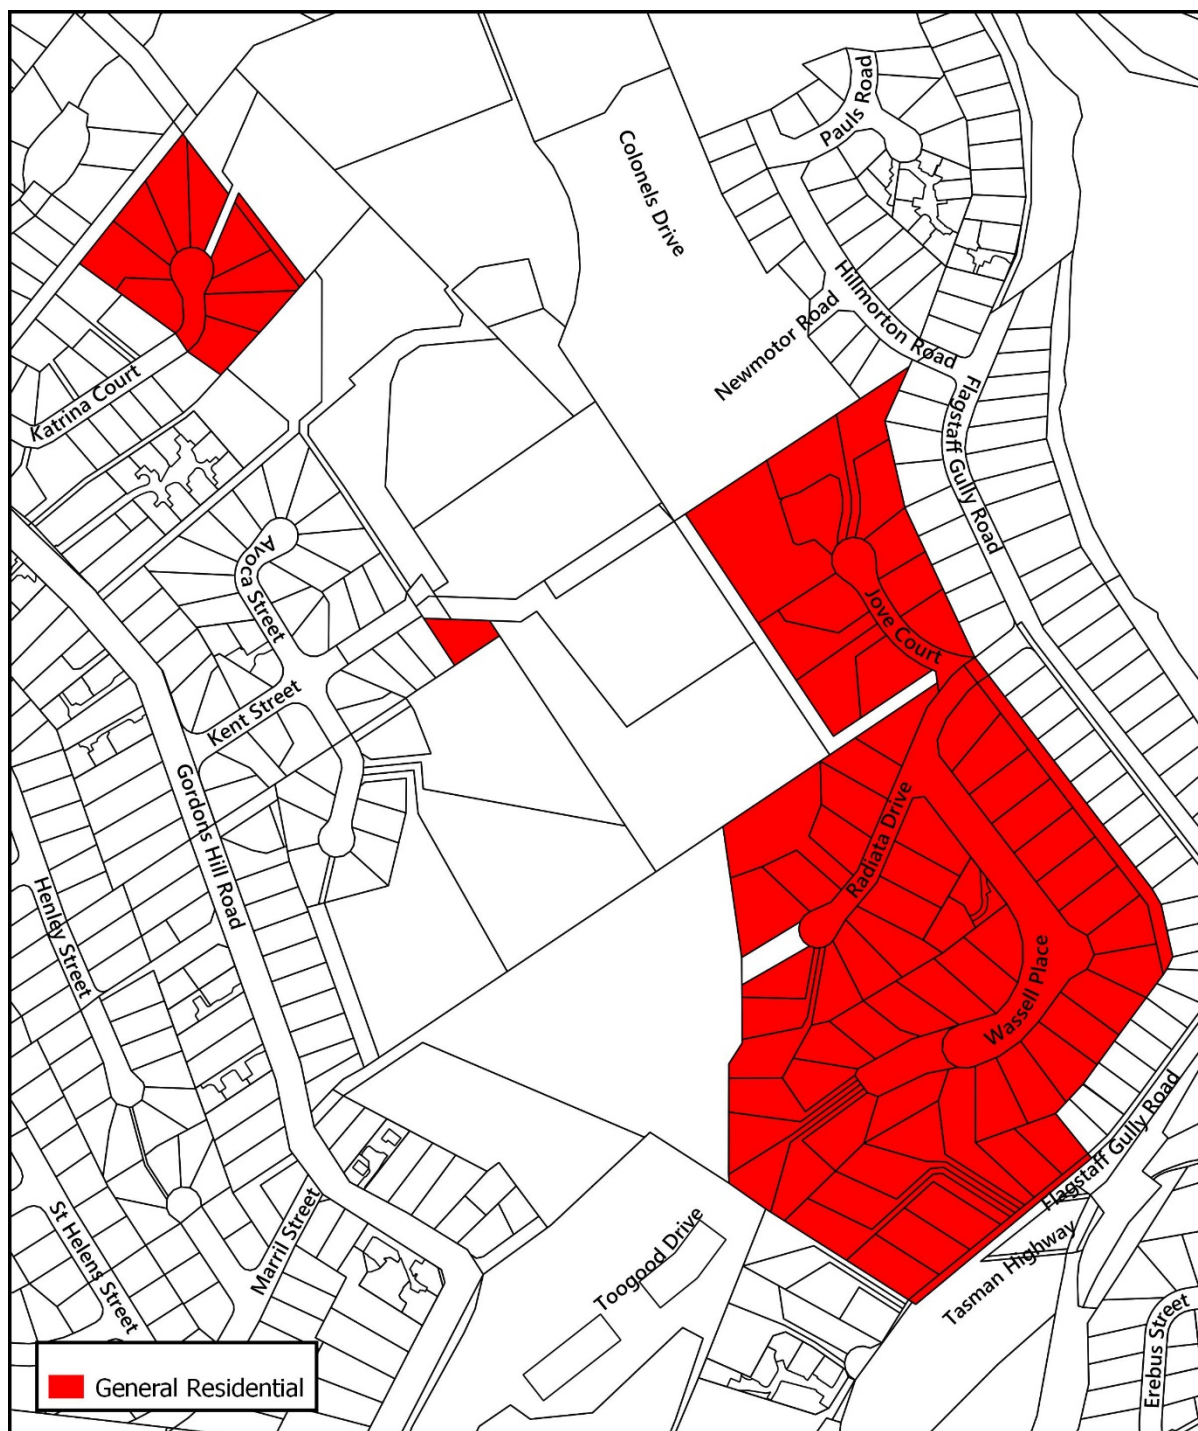 Pauls Road
Colonels Drive
Hillmorton Road
Newmotor Road
Flagstaff Gully Road
Katrina Court
Avoca Street
Jove Court
Kent Street
Gordons Hill Road
Radiata Drive
Henley Street
Wassell Place
Flagstaff Gully Road
Marril Street
St Helens Street
Toogood Drive
Tasman Highway
Erebus Street
General Residential